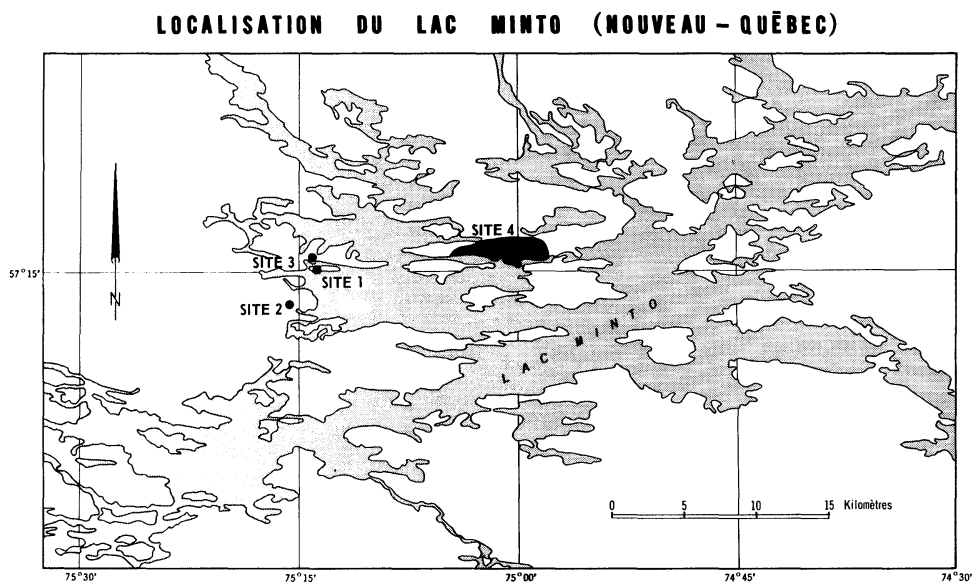 LOCALISATION DU LAC MINTO (NOUVEAU – QUĒBEC)
SITE 4
SITE 3
57°15'
SITE 1
N
SITE 2
LAC MINTO
0 5 10 15 Kilomètres
75°30' 75°15' 75°00' 74°45' 74°30'